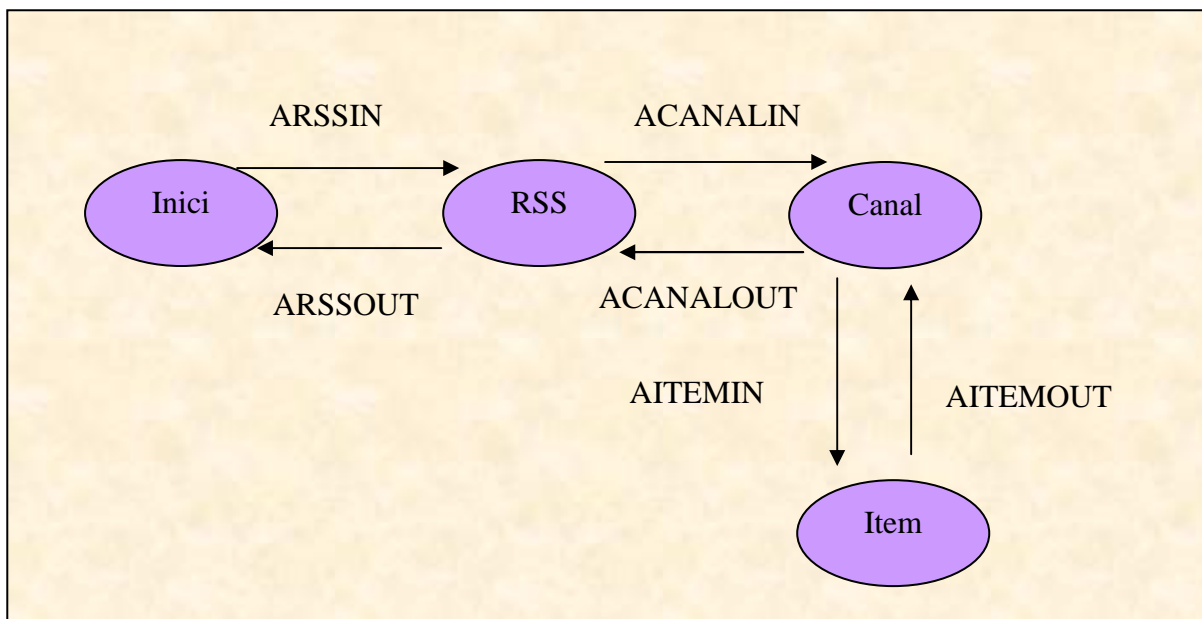 ARSSIN
ACANALIN
Inici
RSS
Canal
ARSSOUT
ACANALOUT
AITEMIN
AITEMOUT
Item